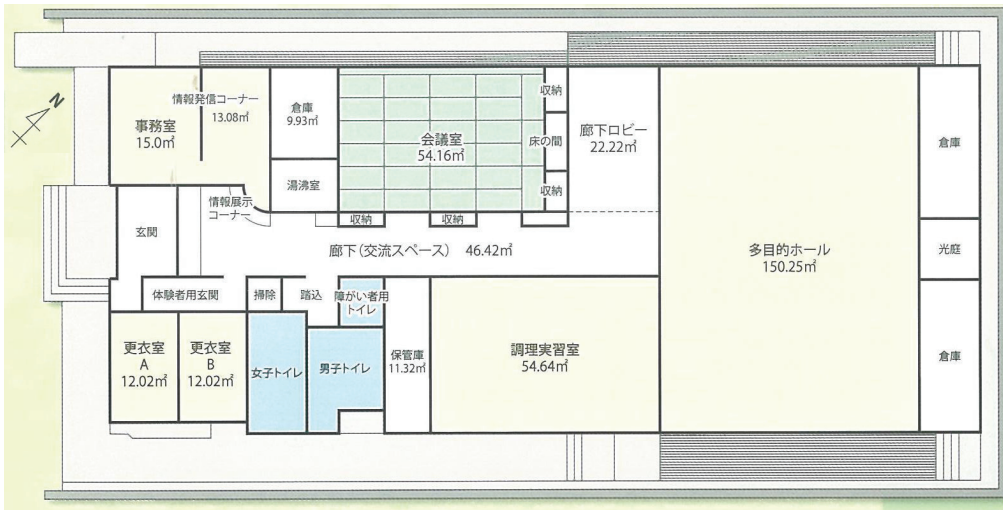 N
情報発信コーナー
13.08㎡
事務室
15.0㎡
倉庫
9.93㎡
湯沸室
情報展示
コーナー
会議室
54.16㎡
収納
床の間
収納
収納
収納
廊下ロビー
22.22㎡
廊下(交流スペース) 46.42㎡
玄関
体験者用玄関
掃除
踏込
障がい者用
トイレ
更衣室
A
12.02㎡
更衣室
B
12.02㎡
女子トイレ
男子トイレ
保管庫
11.32㎡
調理実習室
54.64㎡
多目的ホール
150.25㎡
倉庫
光庭
倉庫